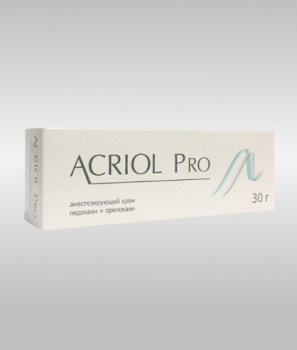 ACRIOL PRO
анестезирующий крем
лидокаин + прилокаин
30 г